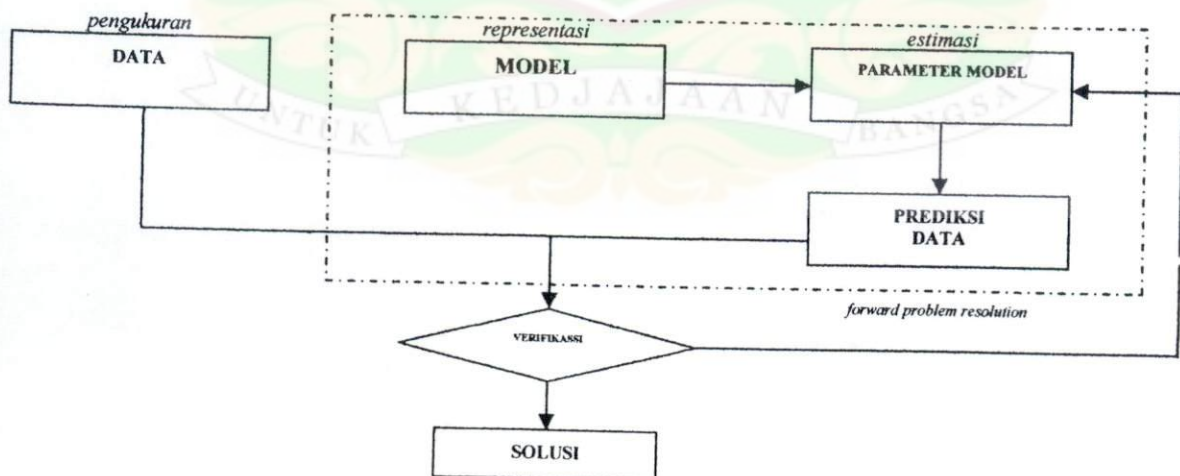 pengukuran
DATA
representasi
MODEL
estimasi
PARAMETER MODEL
UNTUK KEDJAJAAN BANGSA
PREDIKSI
DATA
forward problem resolution
VERIFIKASSI
SOLUSI